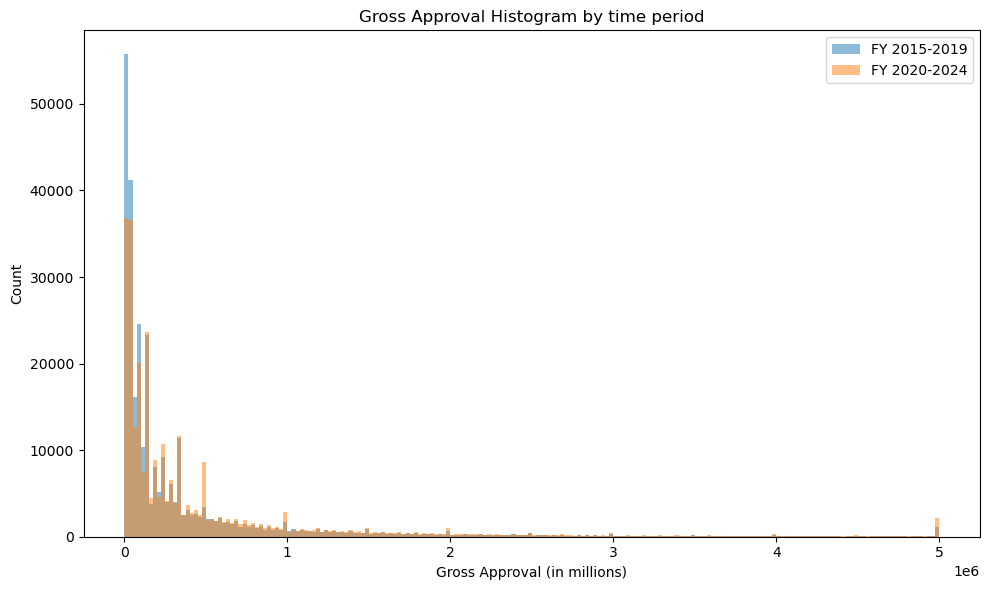 Gross Approval Histogram by time period
FY 2015-2019
FY 2020-2024
50000
40000
30000
20000
10000
0
Count
0 1 2 3 4 5
1e6
Gross Approval (in millions)